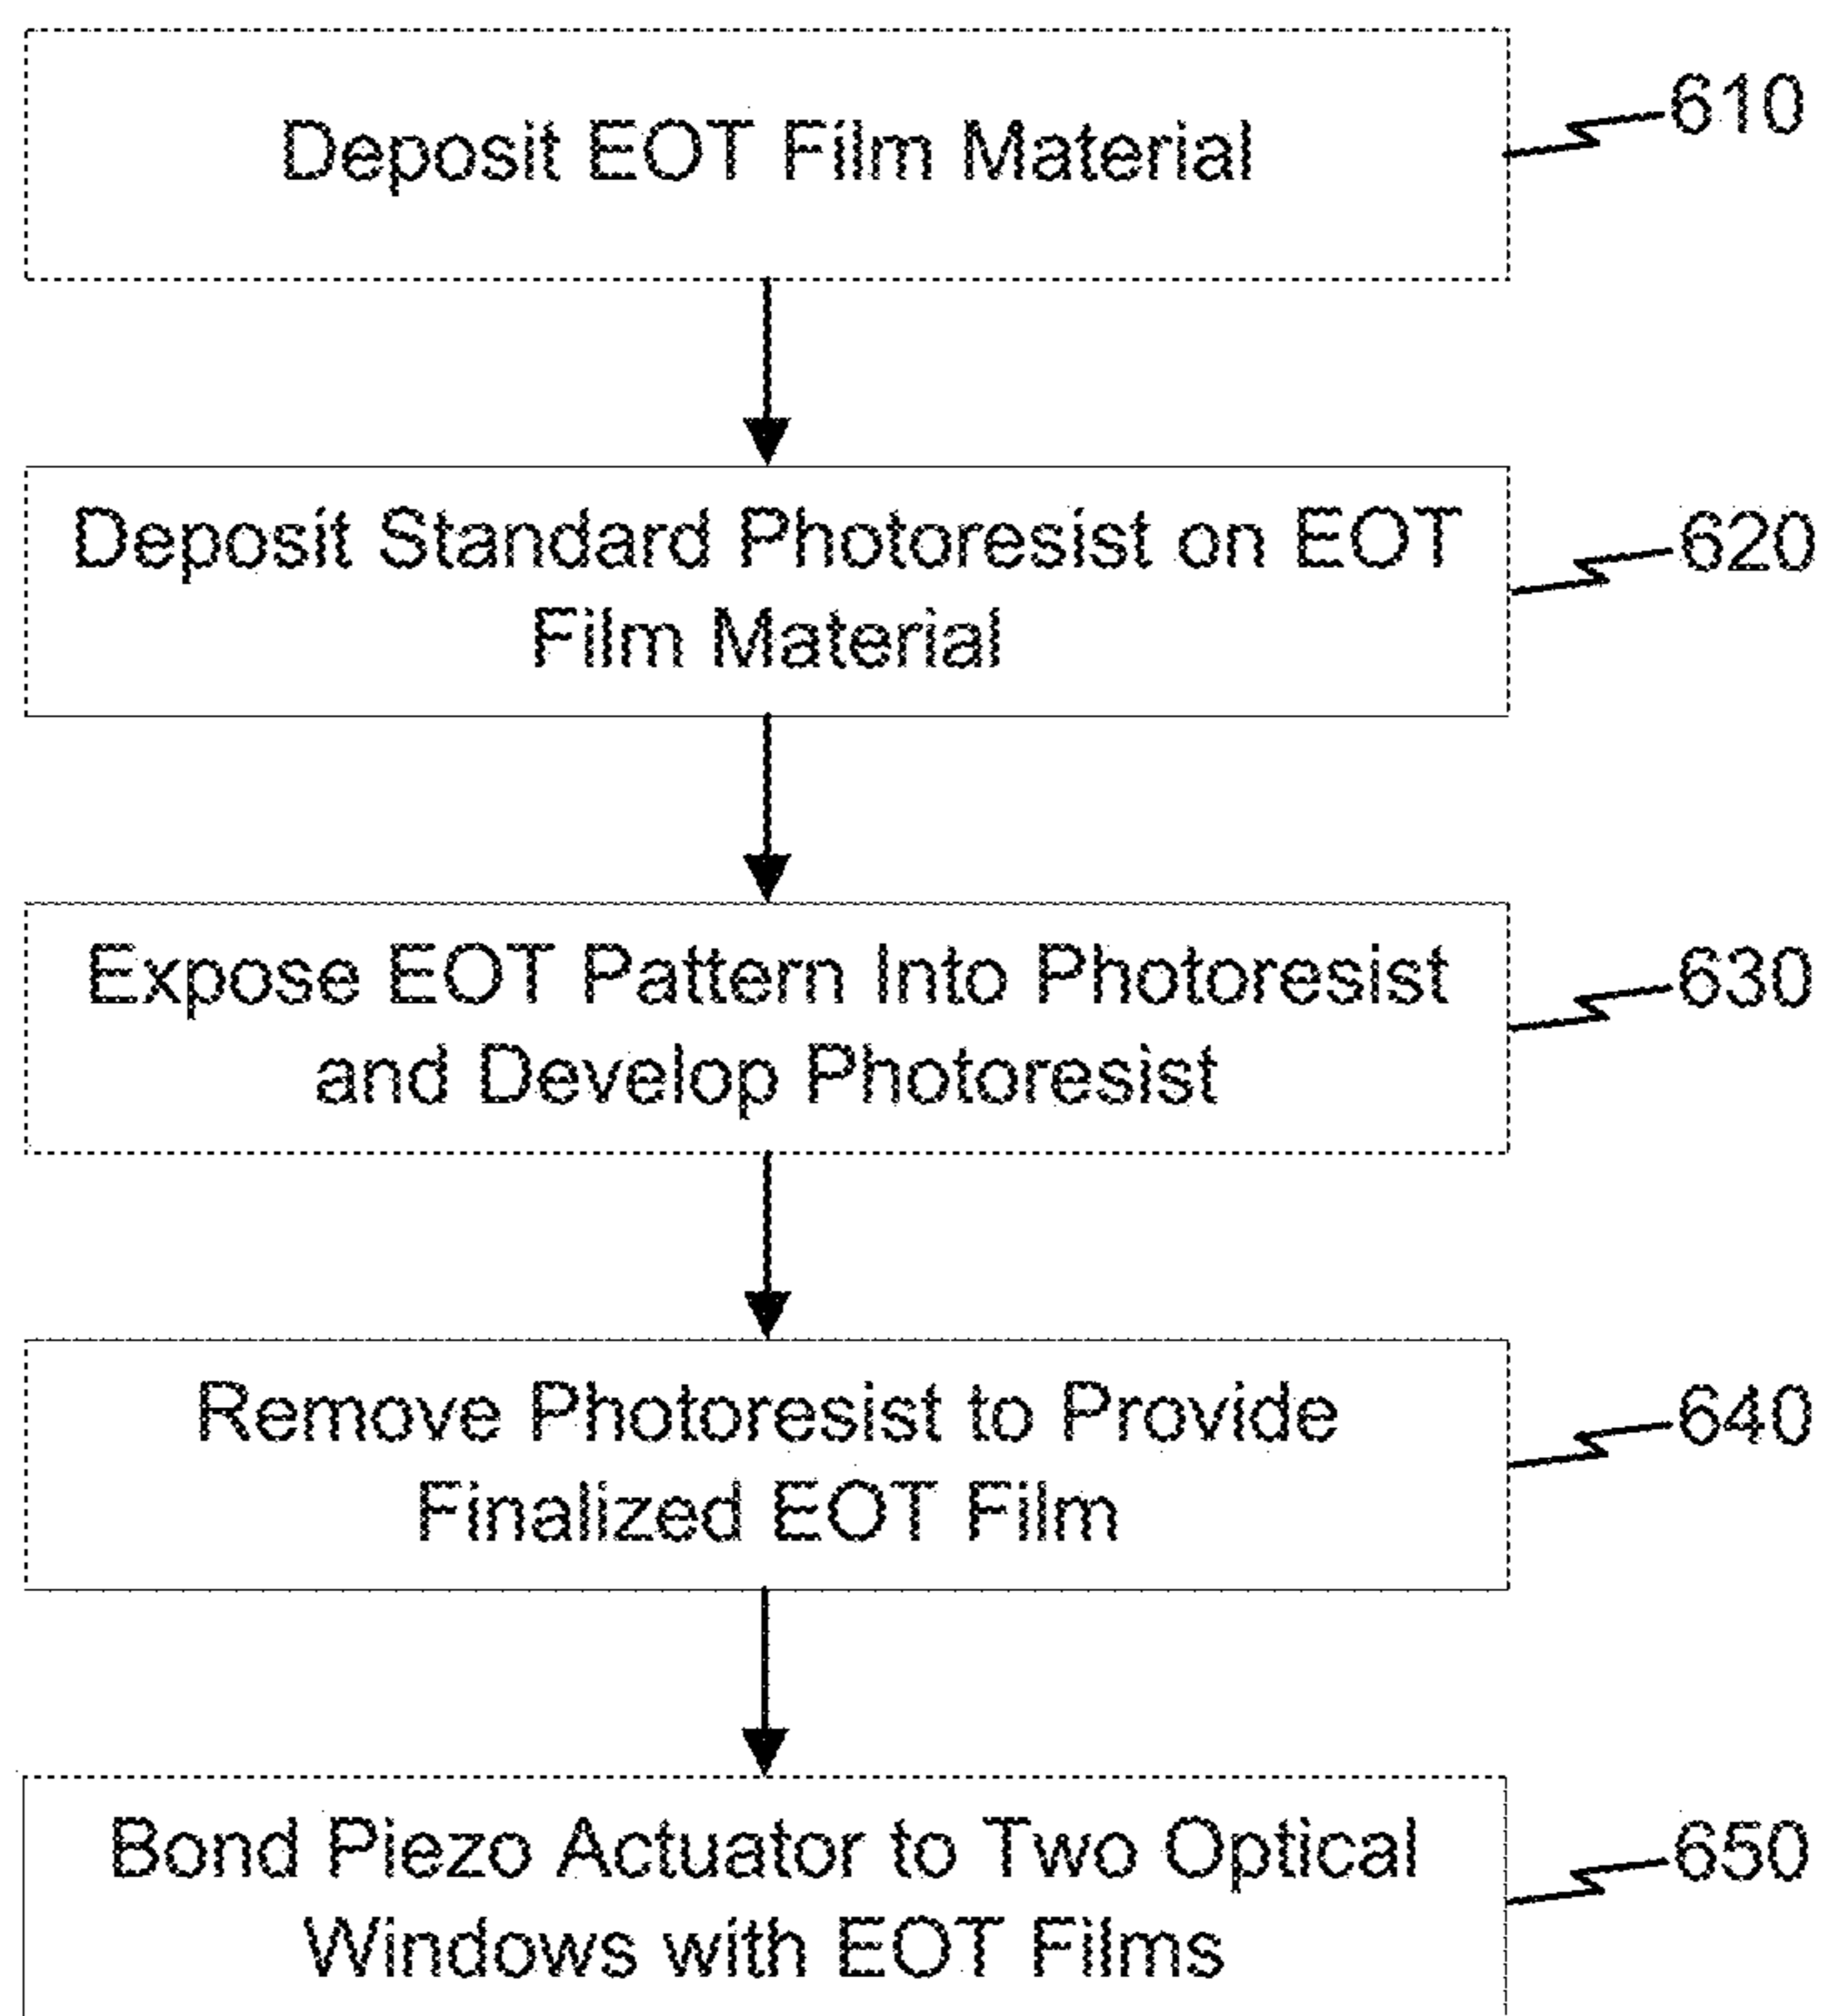 Deposit EOT Film Material
610
Deposit Standard Photoresist on EOT
Film Material
620
Expose EOT Pattern Into Photoresist
and Develop Photoresist
630
Remove Photoresist to Provide
Finalized EOT Film
640
Bond Piezo Actuator to Two Optical
Windows with EOT Films
650